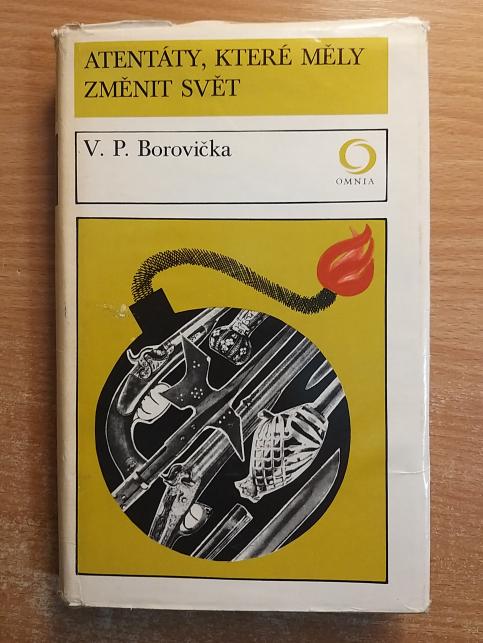 ATENTÁTY, KTERÉ MĚLY
ZMĚNIT SVĚT
V. P. Borovička
OMNIA